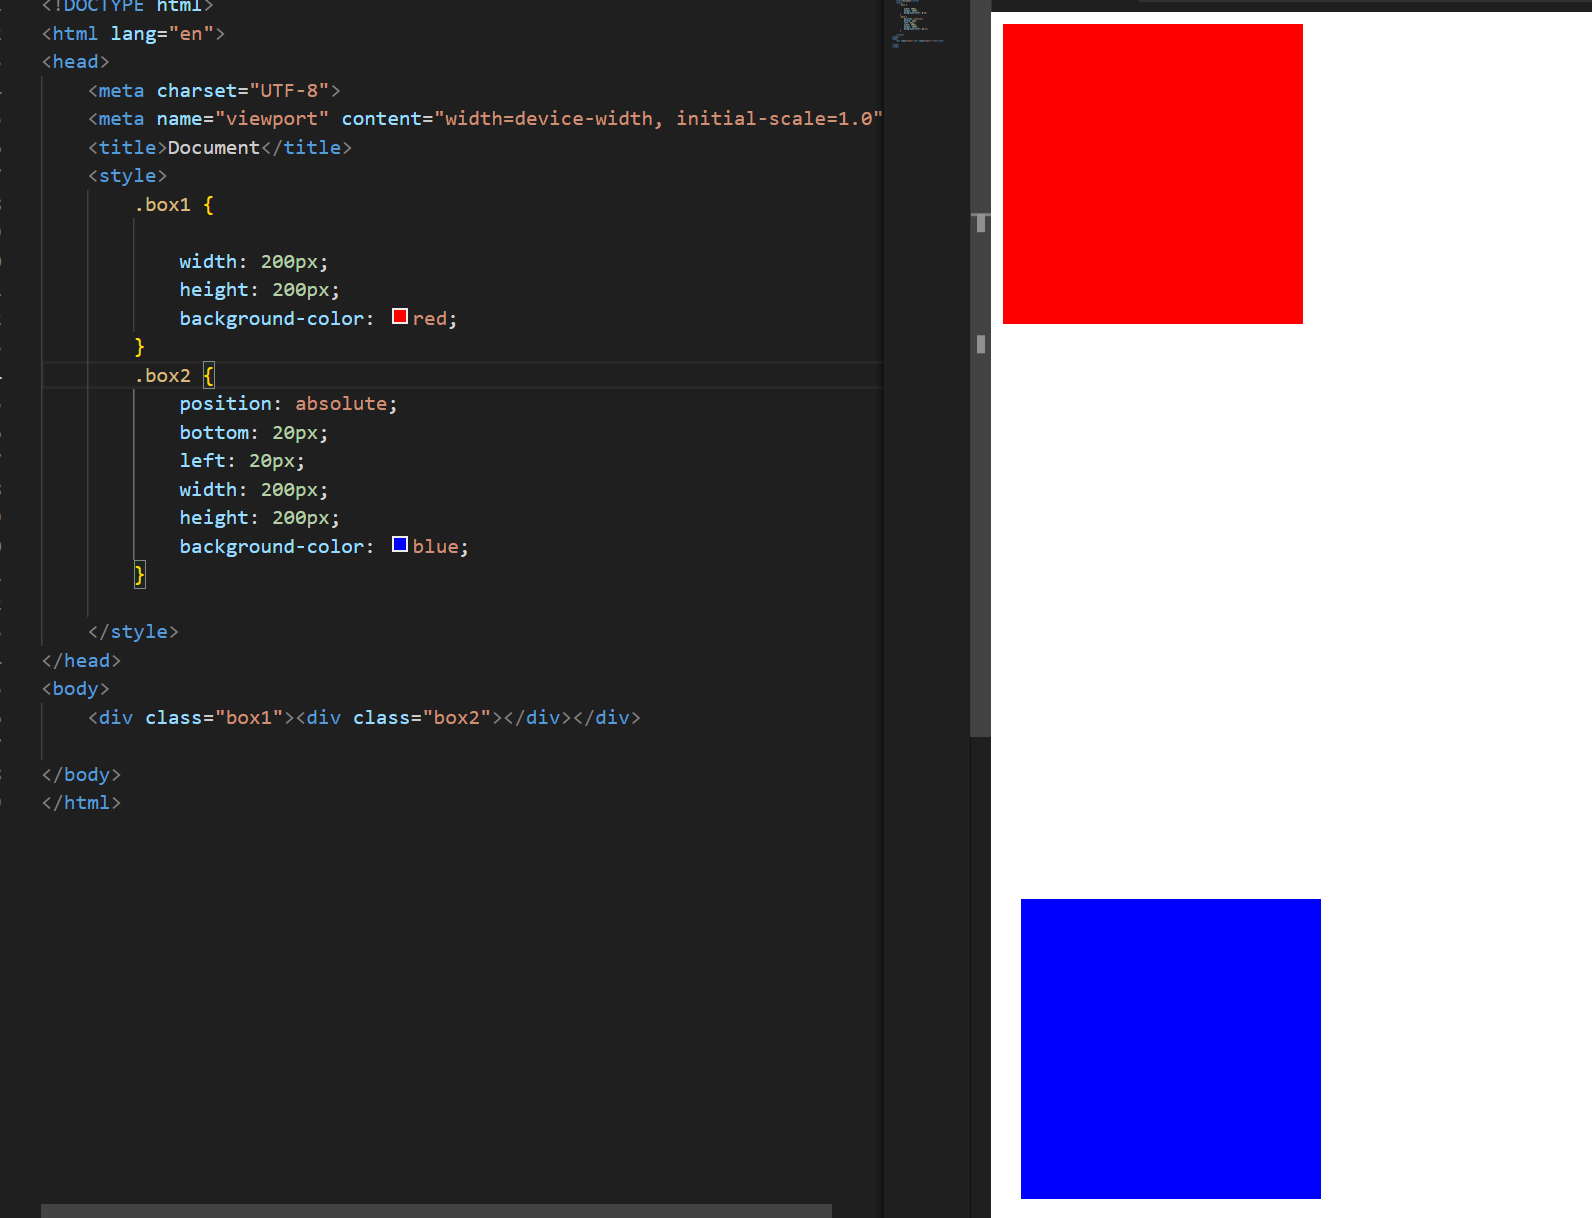 <!DOCTYPE html>
<html lang="en">
<head>
<meta charset="UTF-8">
<meta name="viewport" content="width=device-width, initial-scale=1.0"
<title>Document</title>
<style>
.box1 {
width: 200px;
height: 200px;
background-color: red;
}
.box2 {
position: absolute;
bottom: 20px;
left: 20px;
width: 200px;
height: 200px;
background-color: blue;
}
</style>
</head>
<body>
<div class="box1"><div class="box2"></div></div>
</body>
</html>